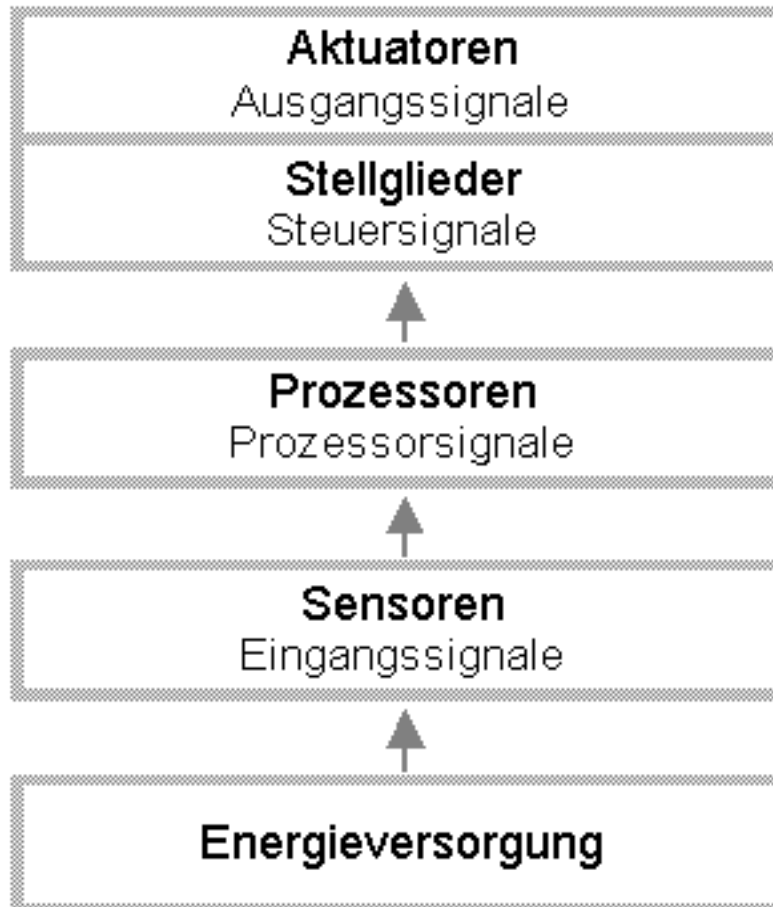 Aktuatoren
Ausgangssignale
Stellglieder
Steuersignale
Prozessoren
Prozessorsignale
Sensoren
Eingangssignale
Energieversorgung